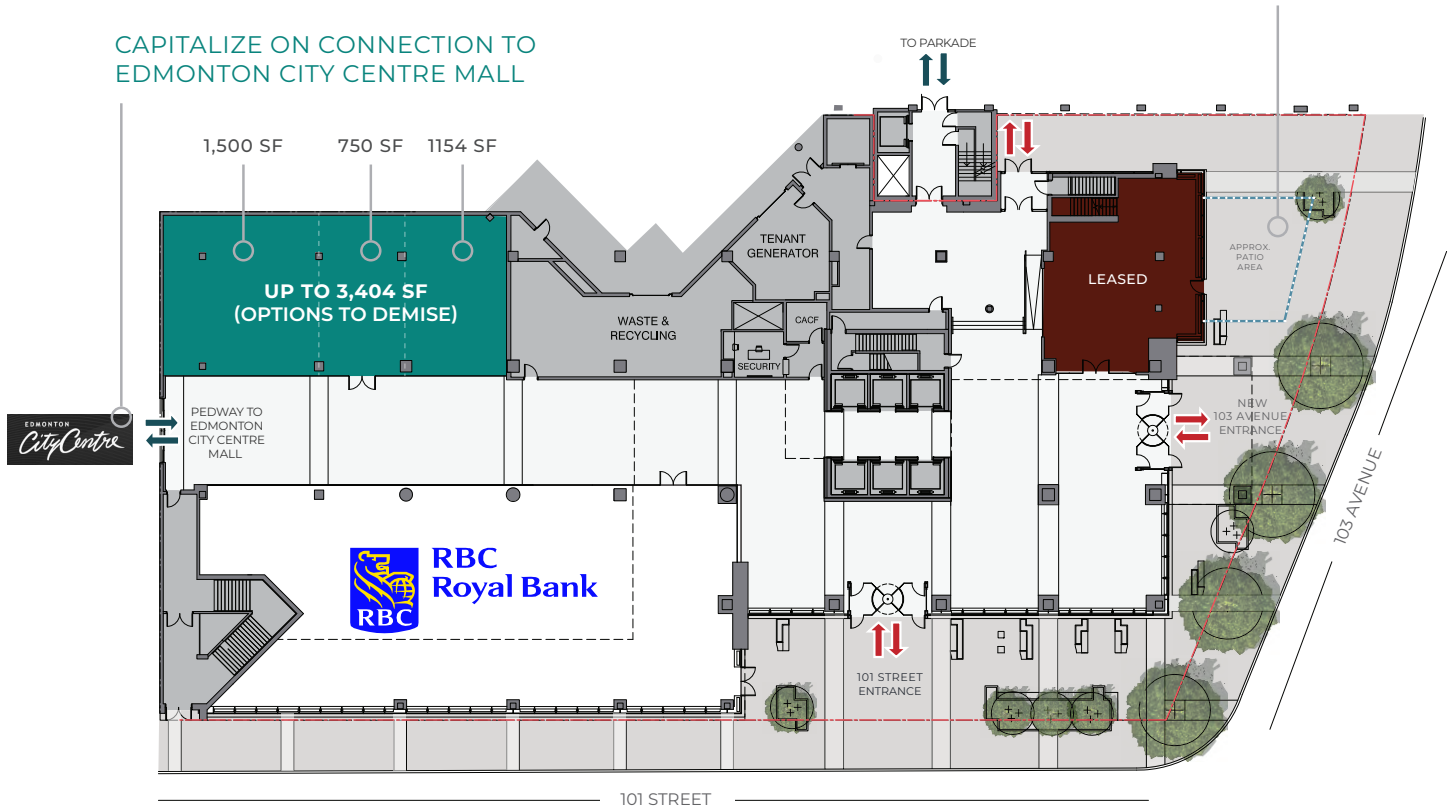 TO PARKADE
CAPITALIZE ON CONNECTION TO
EDMONTON CITY CENTRE MALL
1,500 SF
750 SF
1154 SF
UP TO 3,404 SF
(OPTIONS TO DEMISE)
TENANT
GENERATOR
WASTE &
RECYCLING
CACF
SECURITY
LEASED
APPROX.
PATIO
AREA
EDMONTON
CityCentre
PEDWAY TO
EDMONTON
CITY CENTRE
MALL
NEW
103 AVENUE
ENTRANCE
103 AVENUE
RBC
RBC
Royal Bank
101 STREET
ENTRANCE
101 STREET